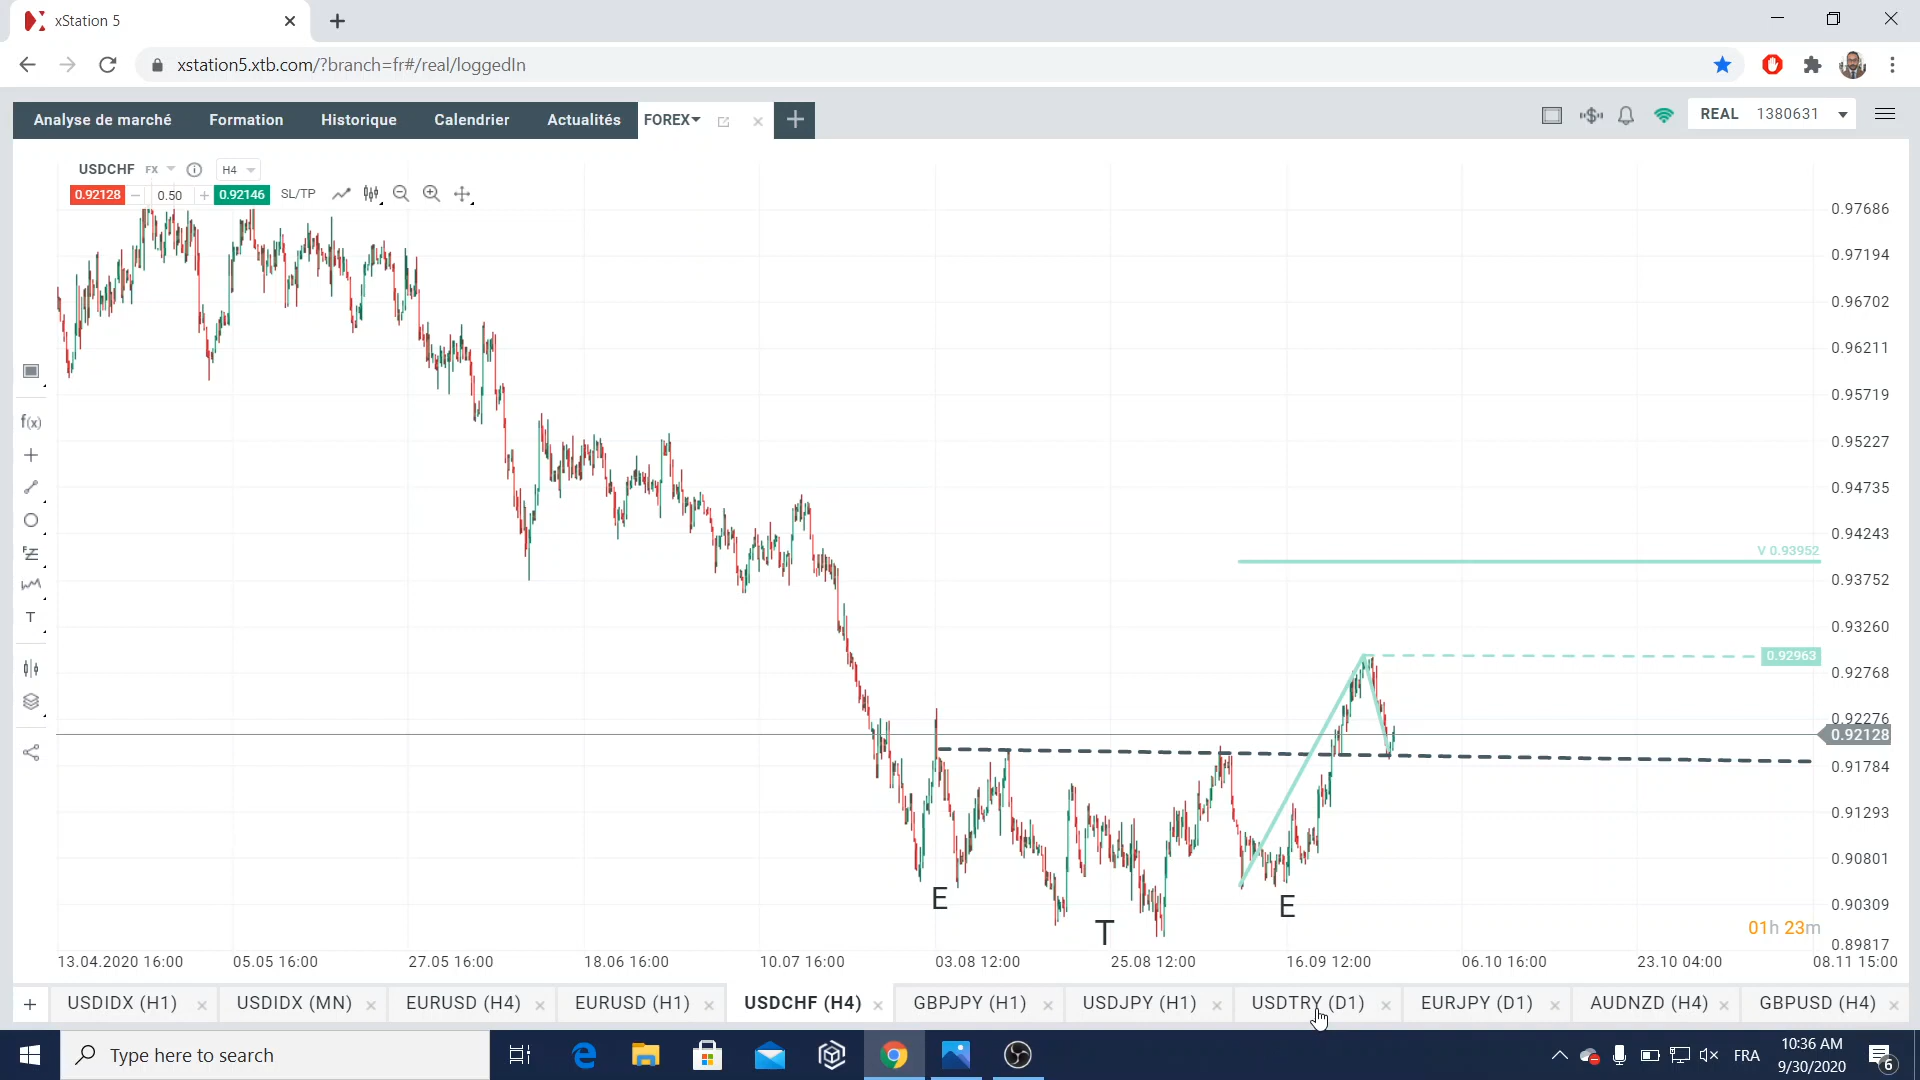 xStation 5
xstation5.xtb.com/?branch=fr#/real/loggedIn
Analyse de marché
Formation
Historique
Calendrier
Actualités
FOREX
REAL 1380631
USDCHF FX H4
0.92128 0.50 0.92146 SL/TP
0.97686
0.97194
0.96702
0.96211
0.95719
0.95227
0.94735
0.94243
V 0.93952
0.93752
0.93260
0.92963
0.92768
0.92276
0.92128
0.91784
0.91293
0.90801
0.90309
0.89817
f(x)
T
E
T
E
01h 23m
13.04.2020 16:00
05.05 16:00
27.05 16:00
18.06 16:00
10.07 16:00
03.08 12:00
25.08 12:00
16.09 12:00
06.10 16:00
23.10 04:00
08.11 15:00
USDIDX (H1)
USDIDX (MN)
EURUSD (H4)
EURUSD (H1)
USDCHF (H4)
GBPJPY (H1)
USDJPY (H1)
USDTRY (D1)
EURJPY (D1)
AUDNZD (H4)
GBPUSD (H4)
Type here to search
FRA
10:36 AM
9/30/2020
6